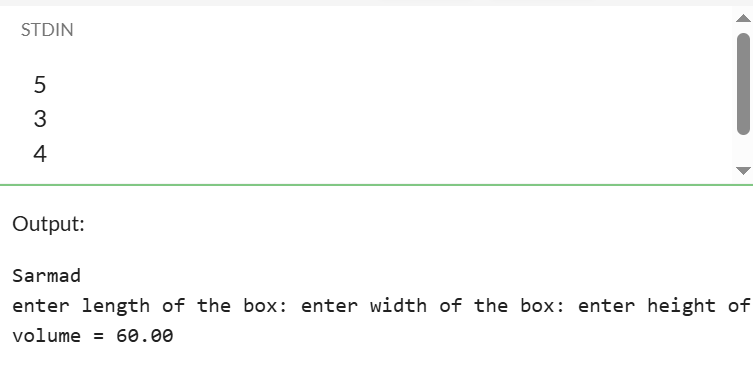 STDIN
5
3
4
Output:
Sarmad
enter length of the box: enter width of the box: enter height of
volume = 60.00